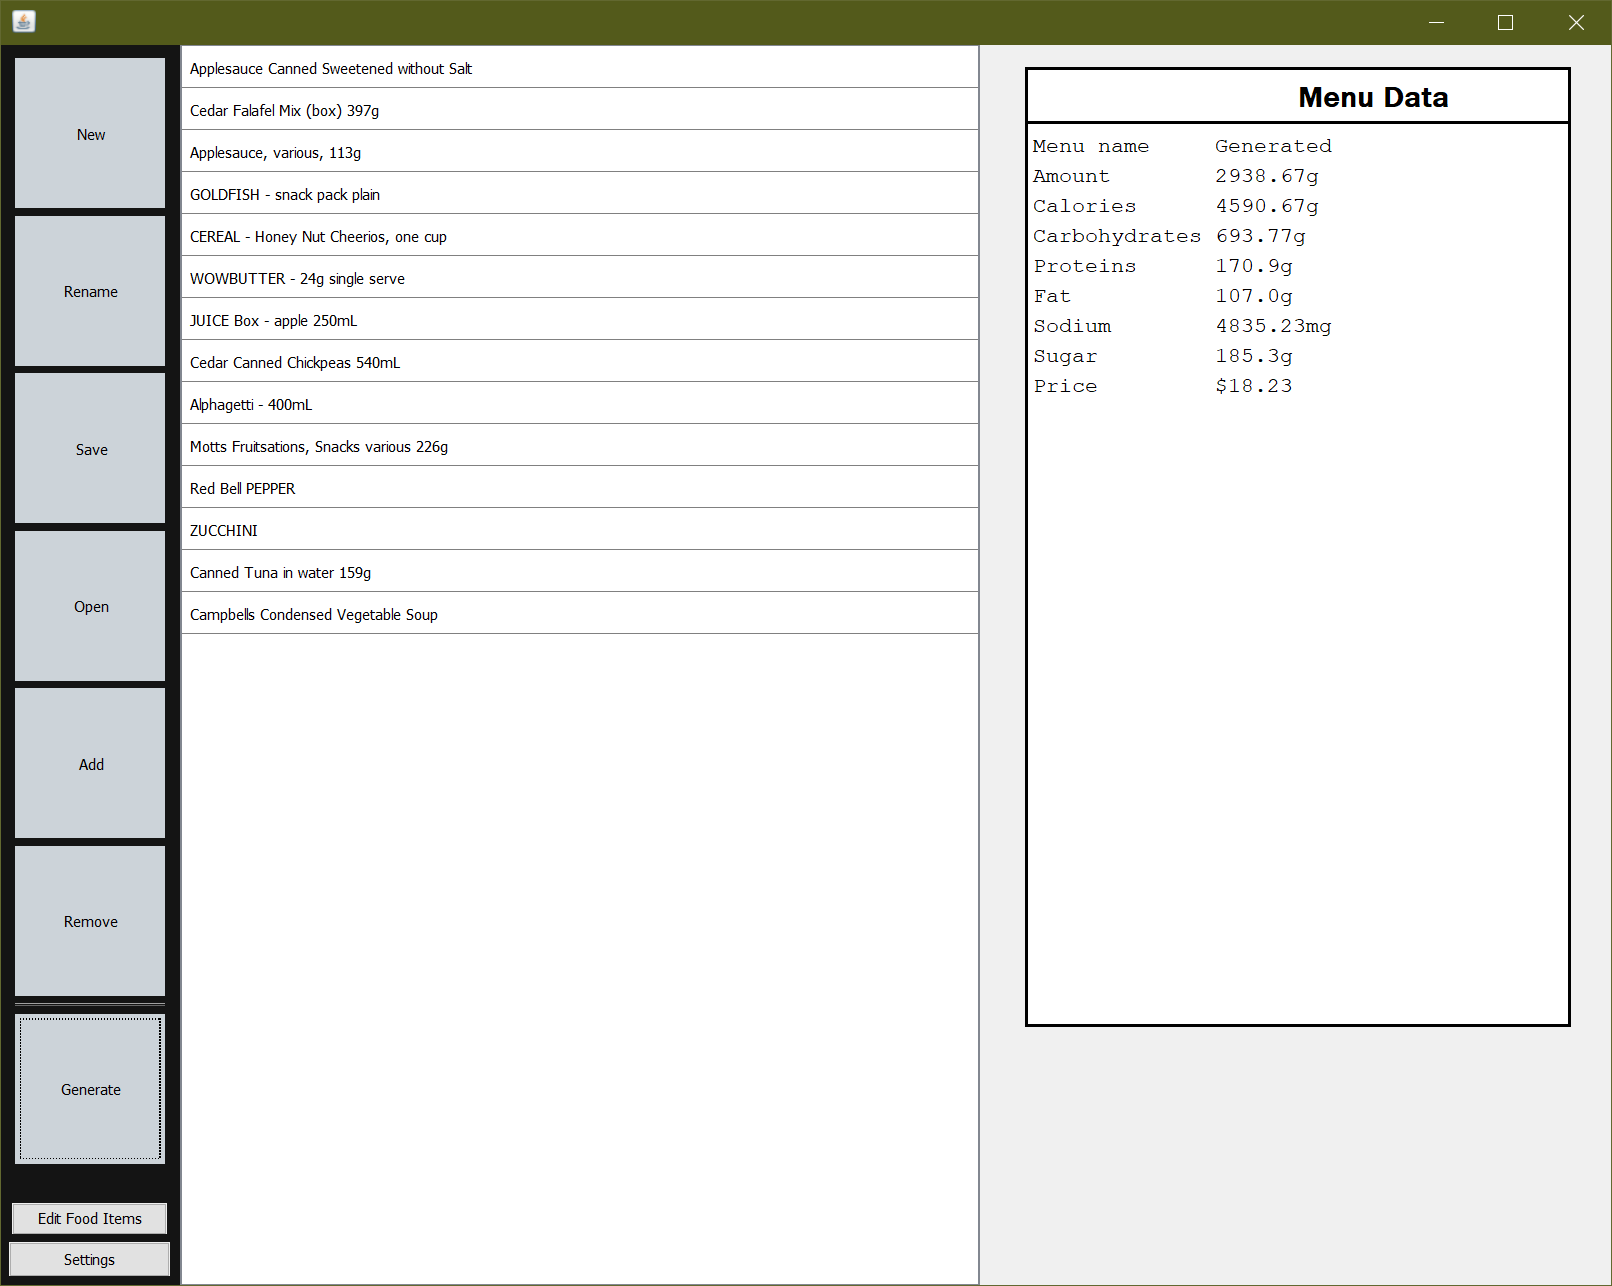 New
Rename
Save
Open
Add
Remove
Generate
Edit Food Items
Settings
Applesauce Canned Sweetened without Salt
Cedar Falafel Mix (box) 397g
Applesauce, various, 113g
GOLDFISH - snack pack plain
CEREAL - Honey Nut Cheerios, one cup
WOWBUTTER - 24g single serve
JUICE Box - apple 250mL
Cedar Canned Chickpeas 540mL
Alphagetti - 400mL
Motts Fruitsations, Snacks various 226g
Red Bell PEPPER
ZUCCHINI
Canned Tuna in water 159g
Campbells Condensed Vegetable Soup
Menu Data
Menu name Generated
Amount 2938.67g
Calories 4590.67g
Carbohydrates 693.77g
Proteins 170.9g
Fat 107.0g
Sodium 4835.23mg
Sugar 185.3g
Price $18.23